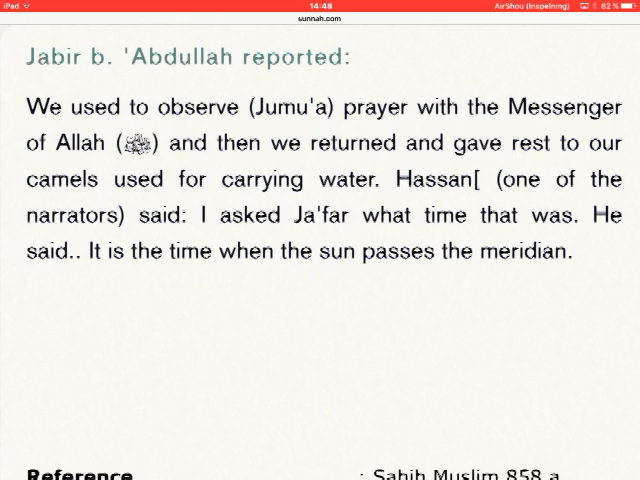 iPad
14:48
AirShou (Inspelning)
82 %
sunnah.com
Jabir b. 'Abdullah reported:
We used to observe (Jumu'a) prayer with the Messenger
of Allah (ﷺ) and then we returned and gave rest to our
camels used for carrying water. Hassan[ (one of the
narrators) said: I asked Ja'far what time that was. He
said.. It is the time when the sun passes the meridian.
Reference : Sahih Muslim 858 a